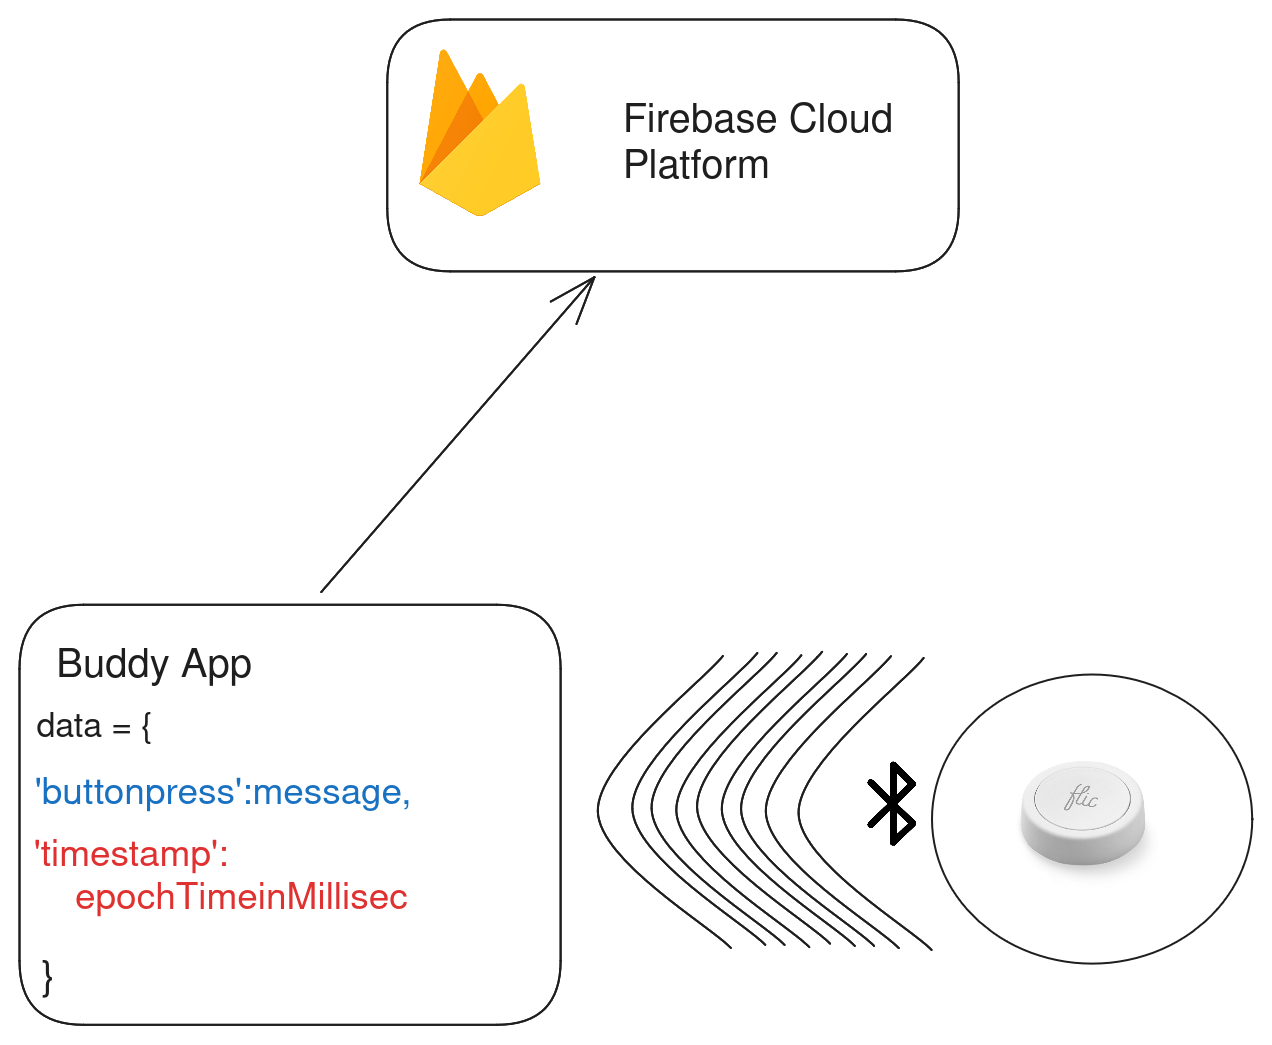 Firebase Cloud
Platform
Buddy App
data = {
'buttonpress':message,
'timestamp':
epochTimeinMillisec
}
flic